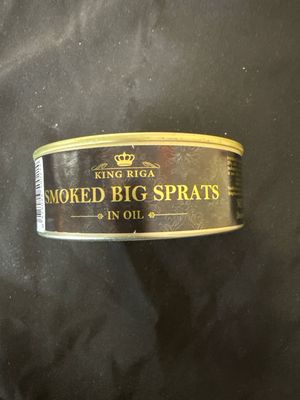 KING RIGA
SMOKED BIG SPRATS
IN OIL